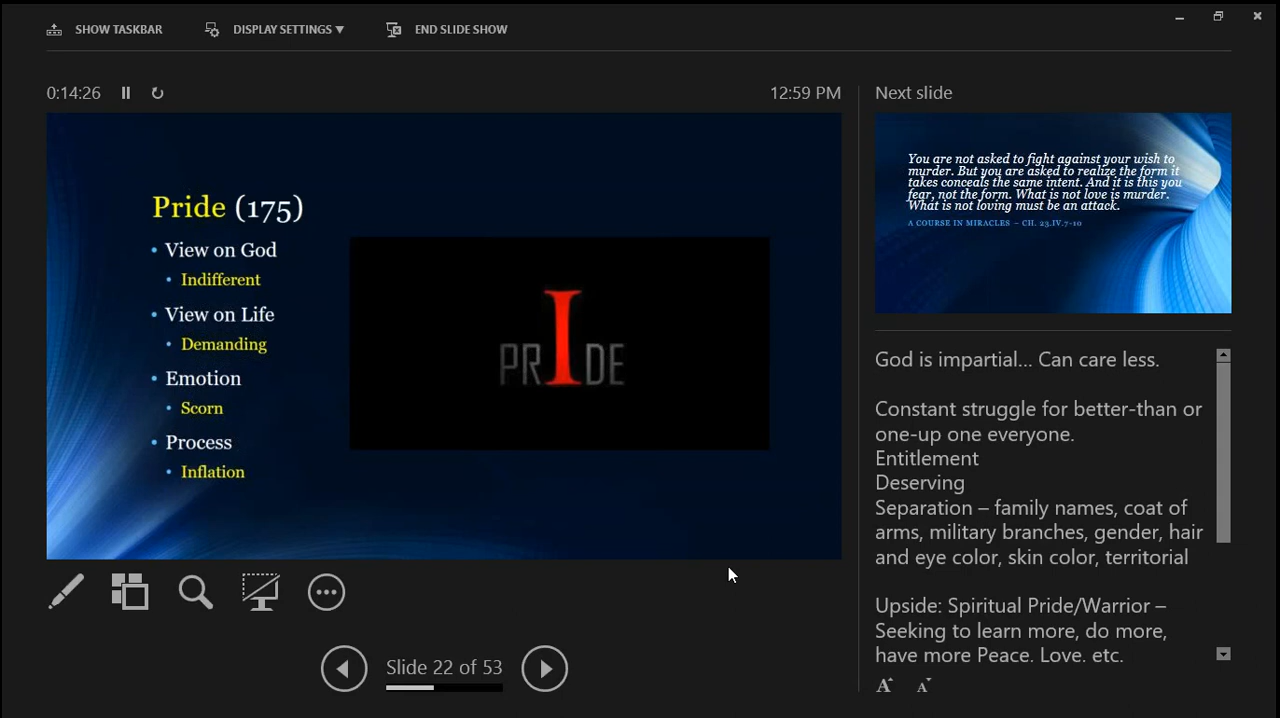 SHOW TASKBAR
DISPLAY SETTINGS ▼
END SLIDE SHOW
0:14:26
12:59 PM
Pride (175)
• View on God
• Indifferent
• View on Life
• Demanding
• Emotion
• Scorn
• Process
• Inflation
PRIDE
Slide 22 of 53
Next slide
You are not asked to fight against your wish to
murder. But you are asked to realize the form it
takes conceals the same intent. And it is this you
fear, not the form. What is not love is murder.
What is not loving must be an attack.
A COURSE IN MIRACLES – CH. 23.IV.7-10
God is impartial... Can care less.
Constant struggle for better-than or
one-up one everyone.
Entitlement
Deserving
Separation – family names, coat of
arms, military branches, gender, hair
and eye color, skin color, territorial
Upside: Spiritual Pride/Warrior –
Seeking to learn more, do more,
have more Peace. Love. etc.
A A